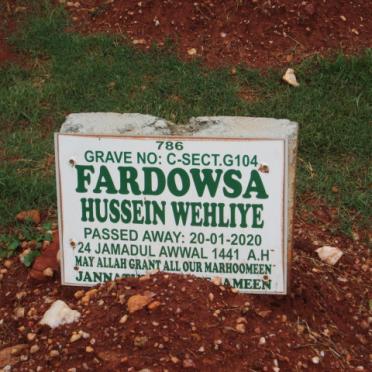 786
GRAVE NO: C-SECT.G104
FARDOWSA
HUSSEIN WEHLIYE
PASSED AWAY: 20-01-2020
24 JAMADUL AWWAL 1441 A.H
MAY ALLAH GRANT ALL OUR MARHOOMEEN
AMEEN